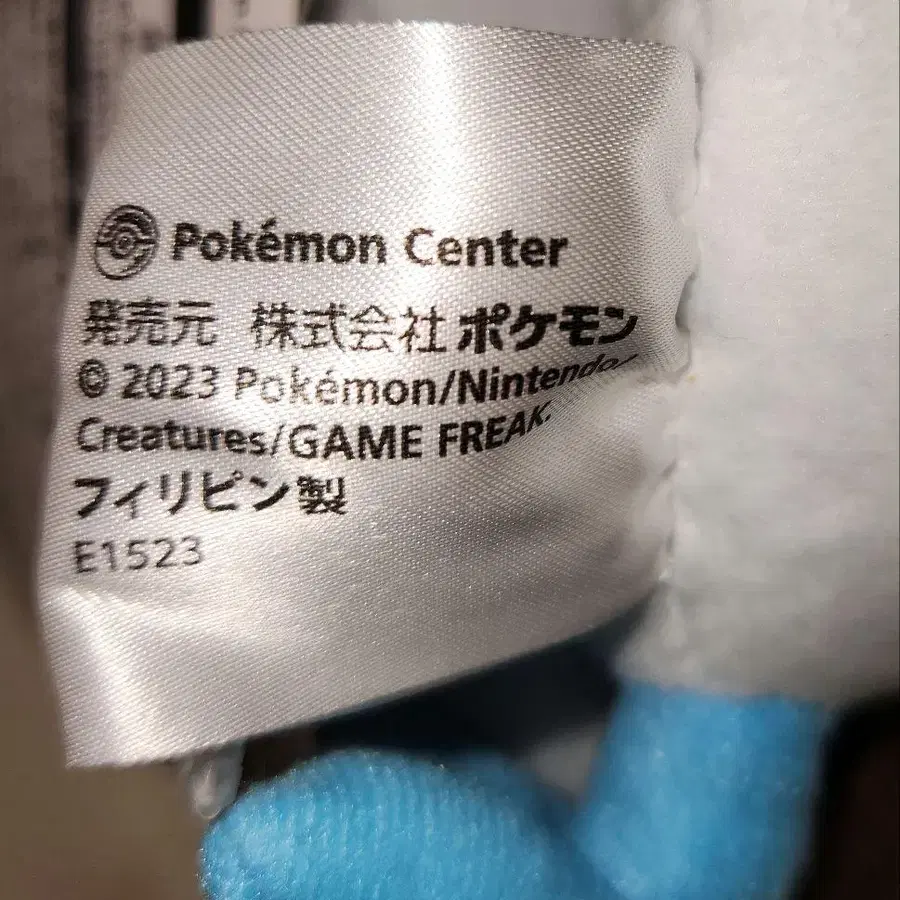 Pokémon Center
発売元 株式会社ポケモン
© 2023 Pokémon/Nintendo/
Creatures/GAME FREAK.
フィリピン製
E1523